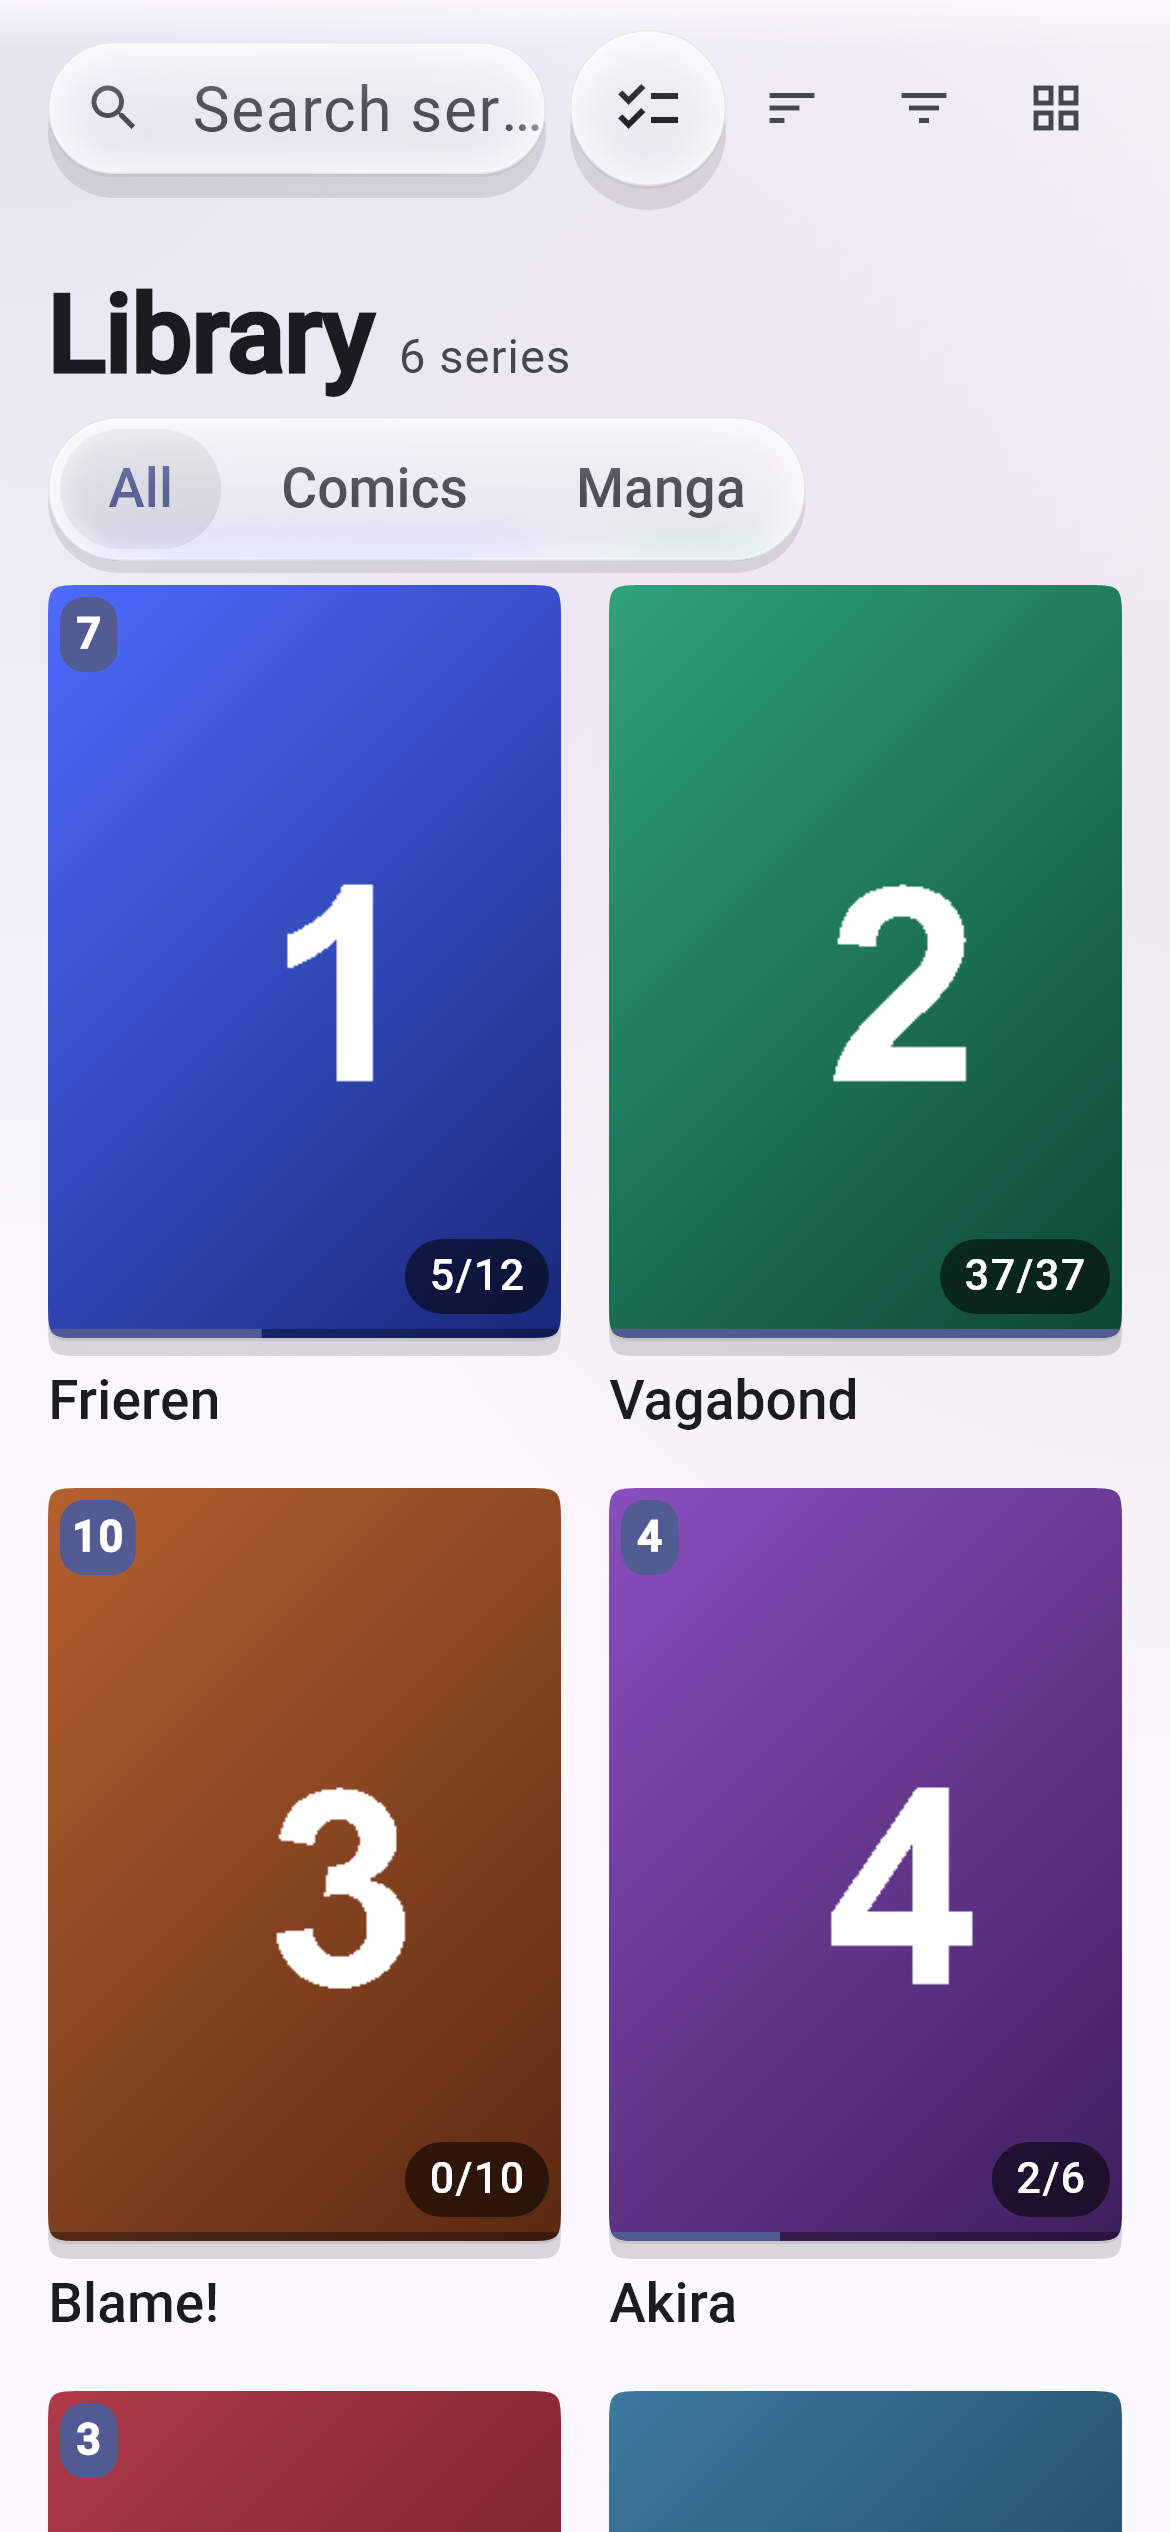 Search ser...
Library 6 series
All Comics Manga
7
1
2
5/12
37/37
Frieren
Vagabond
10
4
3
4
0/10
2/6
Blame!
Akira
3